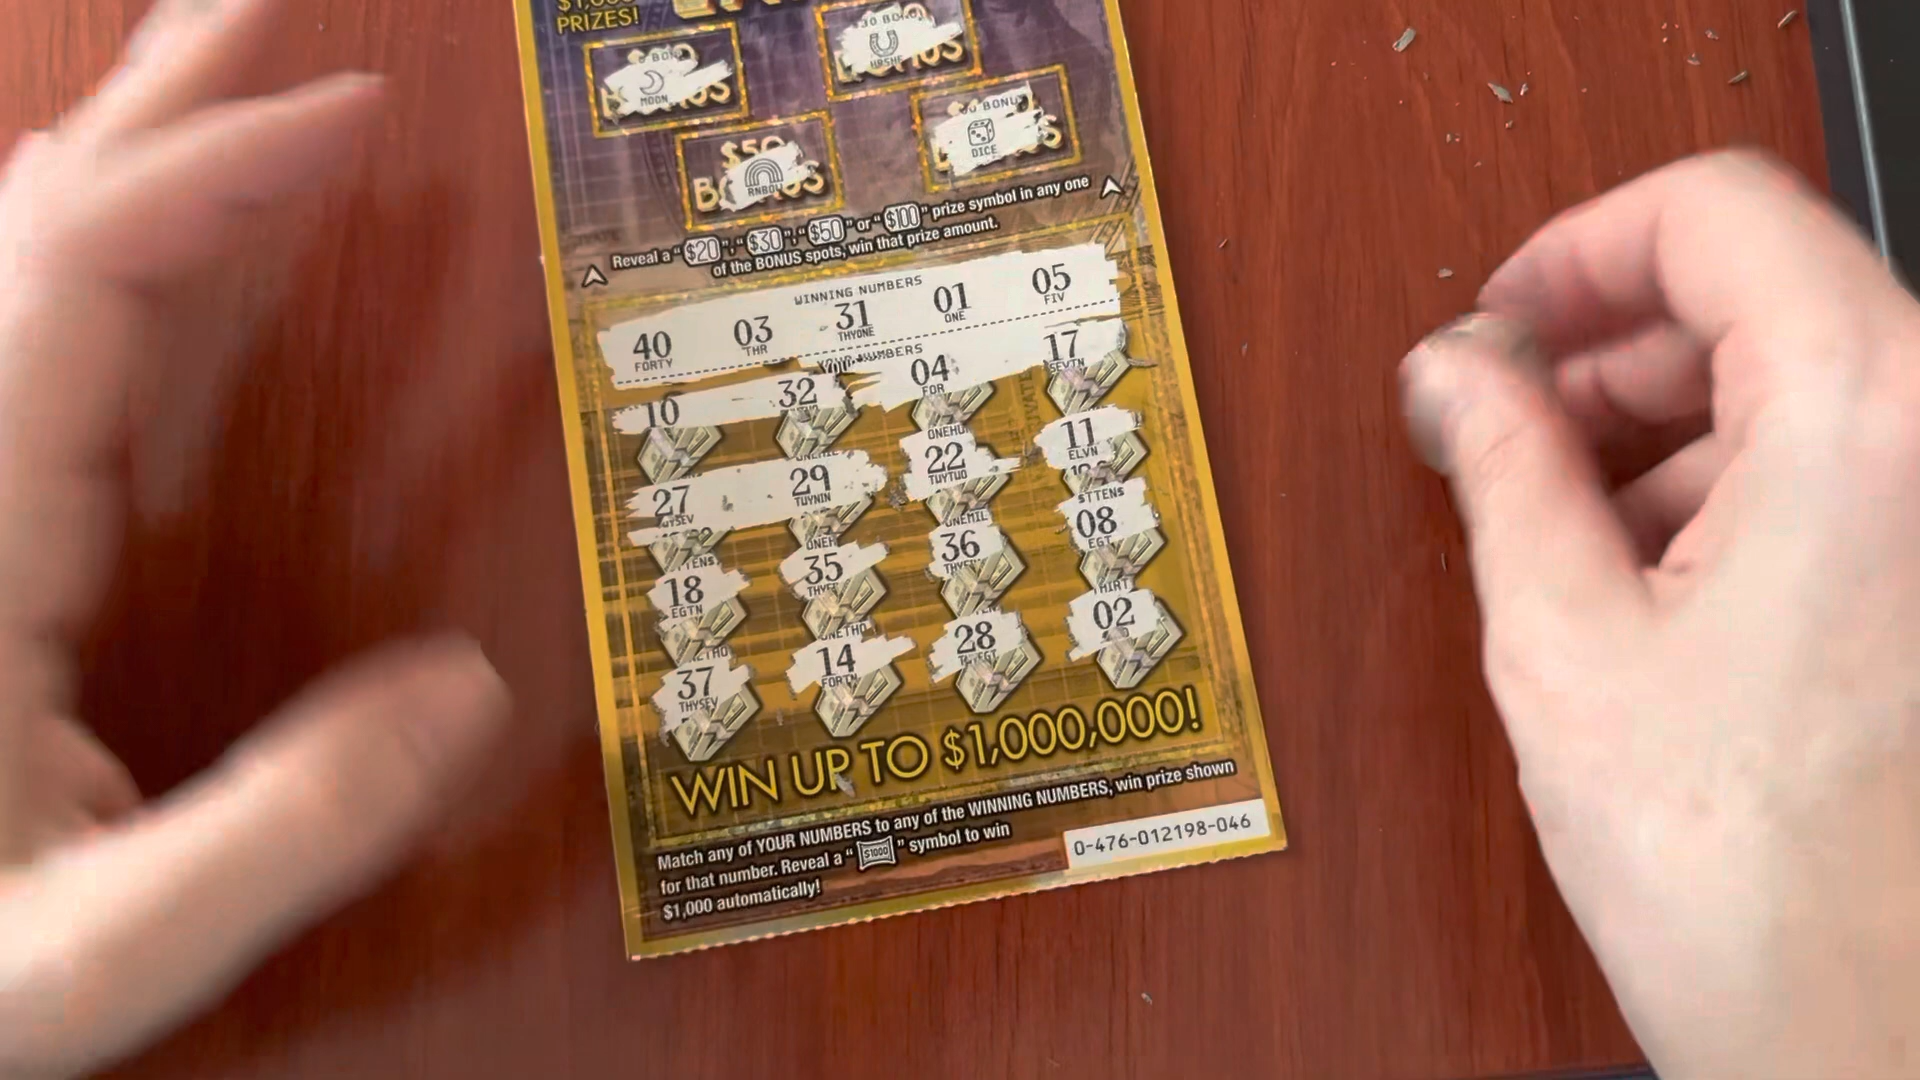 PRIZES!
MOON
HRSHE
$50
RNBOW
DICE
Reveal a "$20", "$30", "$50" or "$100" prize symbol in any one
of the BONUS spots, win that prize amount.
WINNING NUMBERS
40 03 31 01 05
FORTY THR THYONE ONE FIV
YOUR NUMBERS
10 32 04 17
FOR SEVTN
27 29 22 11
TUYNIN TUYTUO ELVN
18 35 36 08
EGTN EGT
37 14 28 02
THYSEV FORTN
WIN UP TO $1,000,000!
Match any of YOUR NUMBERS to any of the WINNING NUMBERS, win prize shown
for that number. Reveal a "$1000" symbol to win
$1,000 automatically!
0-476-012198-046